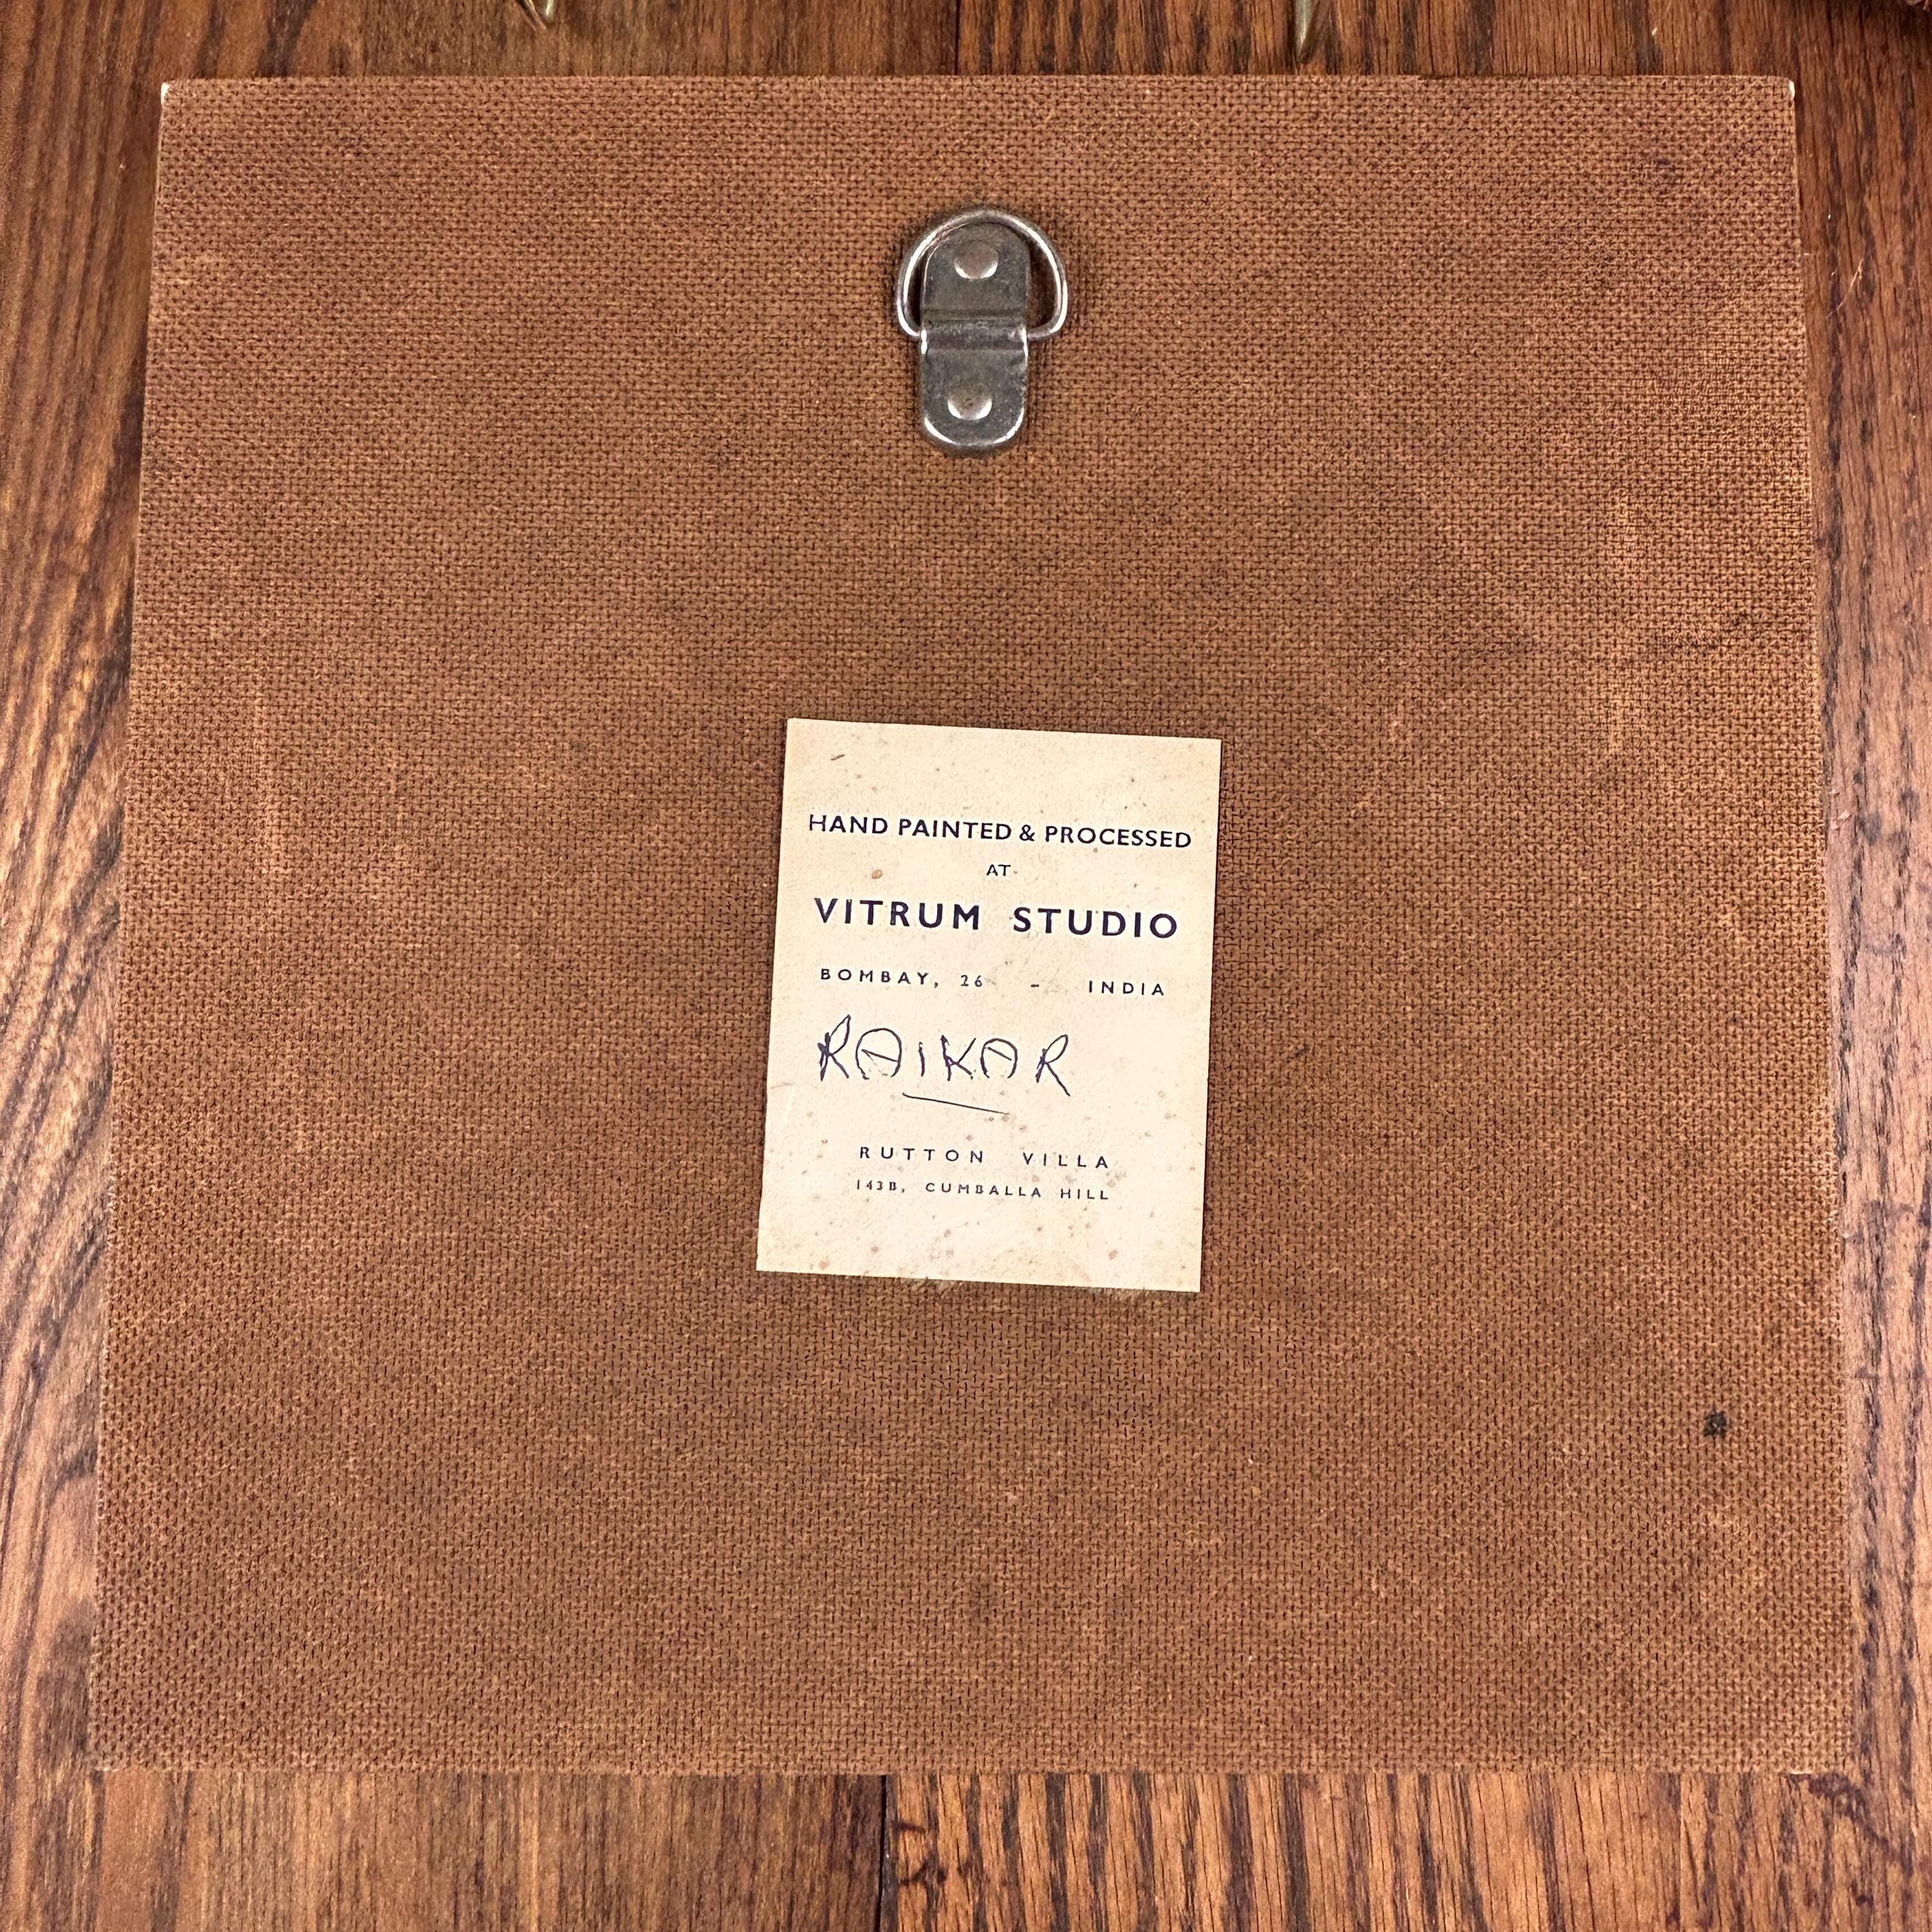 HAND PAINTED & PROCESSED
AT
VITRUM STUDIO
BOMBAY, 26 - INDIA
RAIKAR
RUTTON VILLA
143B, CUMBALLA HILL